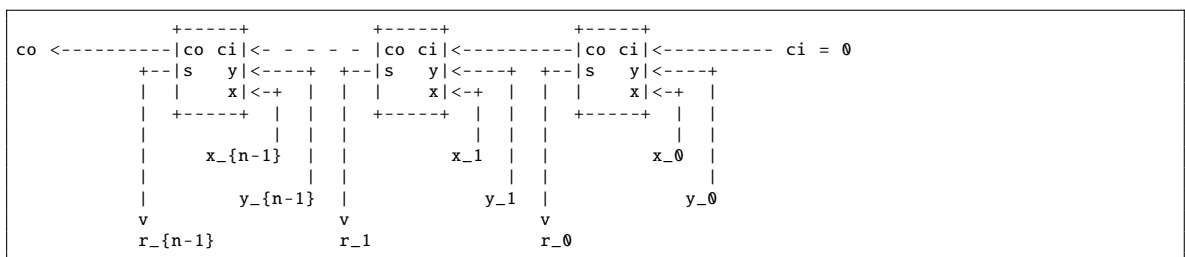 +-----+             +-----+             +-----+
co <----------|co ci|<- - - - - |co ci|<----------|co ci|<---------- ci = 0
           +--|s   y|<----+  +--|s   y|<----+  +--|s   y|<----+
           |  |    x|<-+  |  |  |    x|<-+  |  |  |    x|<-+  |
           |  +-----+  |  |  |  +-----+  |  |  |  +-----+  |  |
           |           |  |  |           |  |  |           |  |
           |     x_{n-1}  |  |         x_1  |  |         x_0  |
           |              |  |              |  |              |
           |        y_{n-1}  |            y_1  |            y_0
           v                 v                 v
           r_{n-1}           r_1               r_0